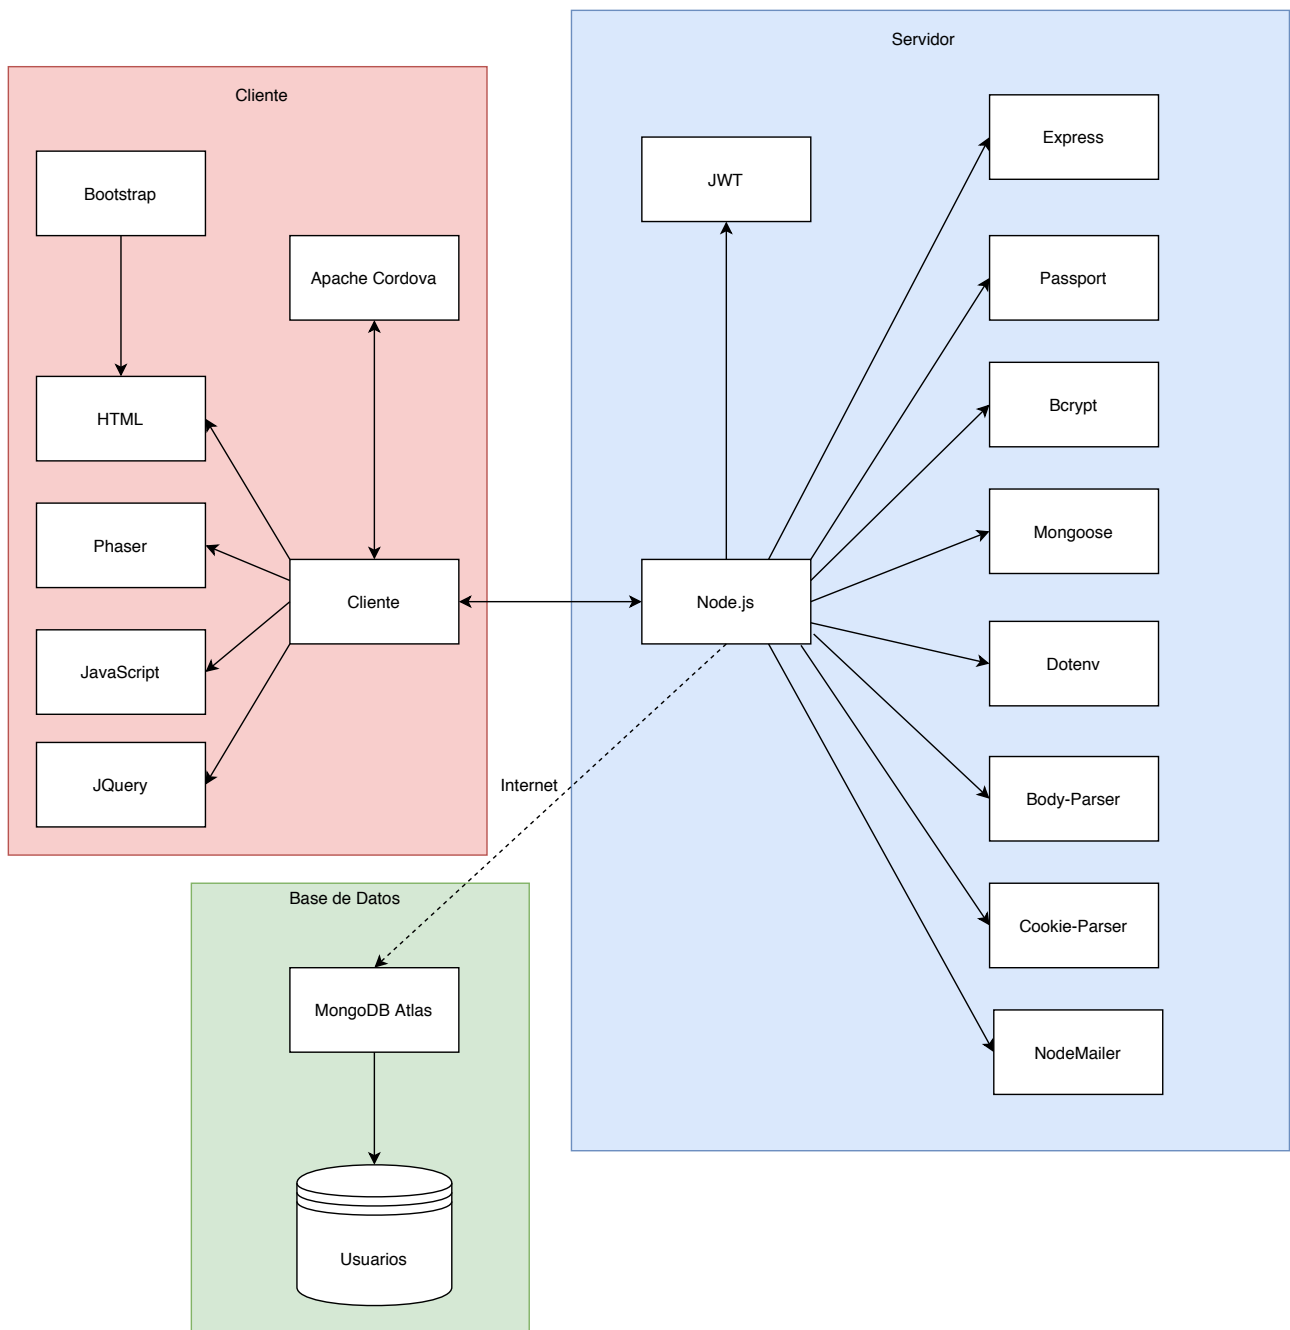 Cliente
Bootstrap
Apache Cordova
HTML
Phaser
Cliente
JavaScript
JQuery
Servidor
JWT
Express
Passport
Bcrypt
Mongoose
Node.js
Dotenv
Body-Parser
Cookie-Parser
NodeMailer
Internet
Base de Datos
MongoDB Atlas
Usuarios